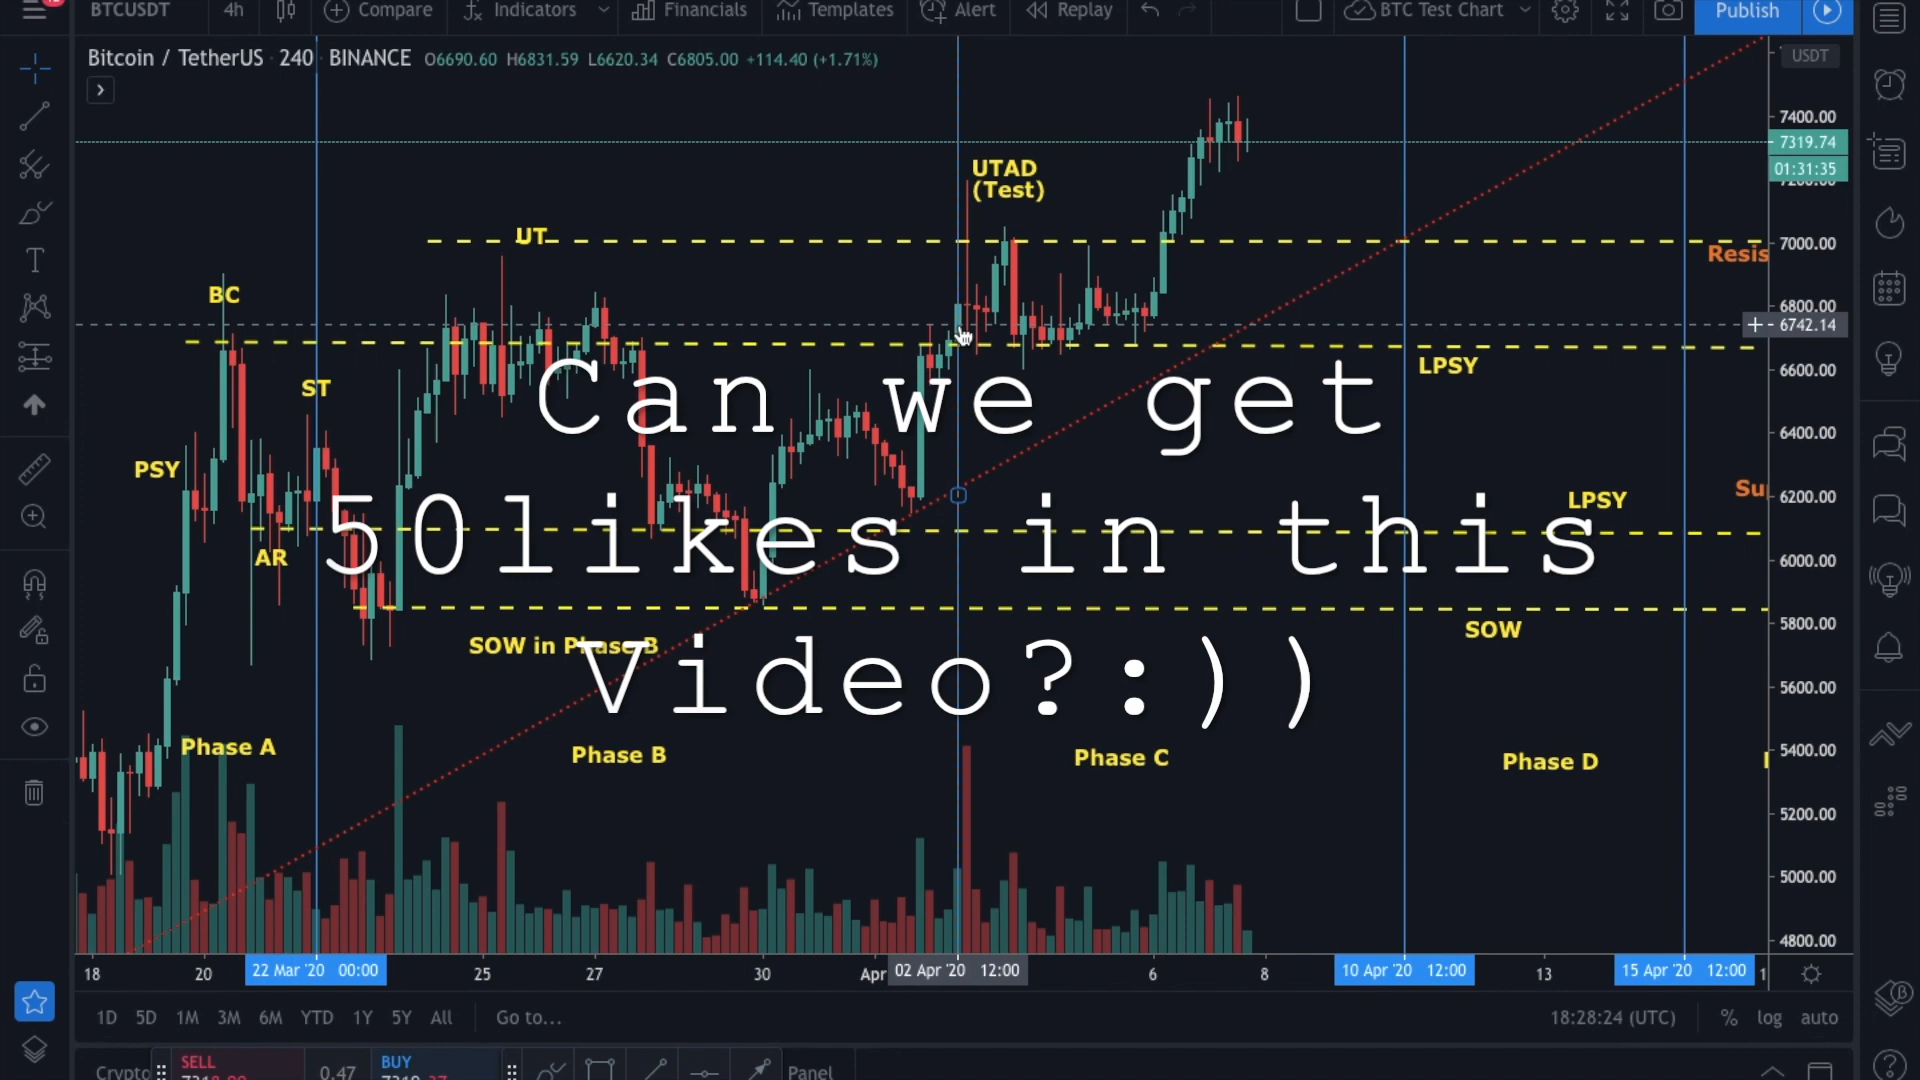 BTCUSDT 4h Compare Indicators Financials Templates Alert Replay BTC Test Chart Publish
Bitcoin / TetherUS 240 BINANCE O6690.60 H6831.59 L6620.34 C6805.00 +114.40 (+1.71%)
USDT
7400.00
7319.74
01:31:35
7200.00
7000.00
6800.00
6742.14
6600.00
6400.00
6200.00
6000.00
5800.00
5600.00
5400.00
5200.00
5000.00
4800.00
UTAD
(Test)
UT
Resis
BC
LPSY
ST
PSY
LPSY
Su
AR
SOW
SOW in Phase B
Can we get
50likes in this
Video?:))
Phase A
Phase B
Phase C
Phase D
18 20 22 Mar '20 00:00 25 27 30 Apr 02 Apr '20 12:00 6 8 10 Apr '20 12:00 13 15 Apr '20 12:00 1
1D 5D 1M 3M 6M YTD 1Y 5Y All Go to... 18:28:24 (UTC) % log auto
Crypto SELL 0.47 BUY Panel